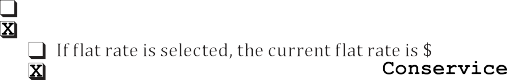 If flat rate is selected, the current flat rate is $
Conservice